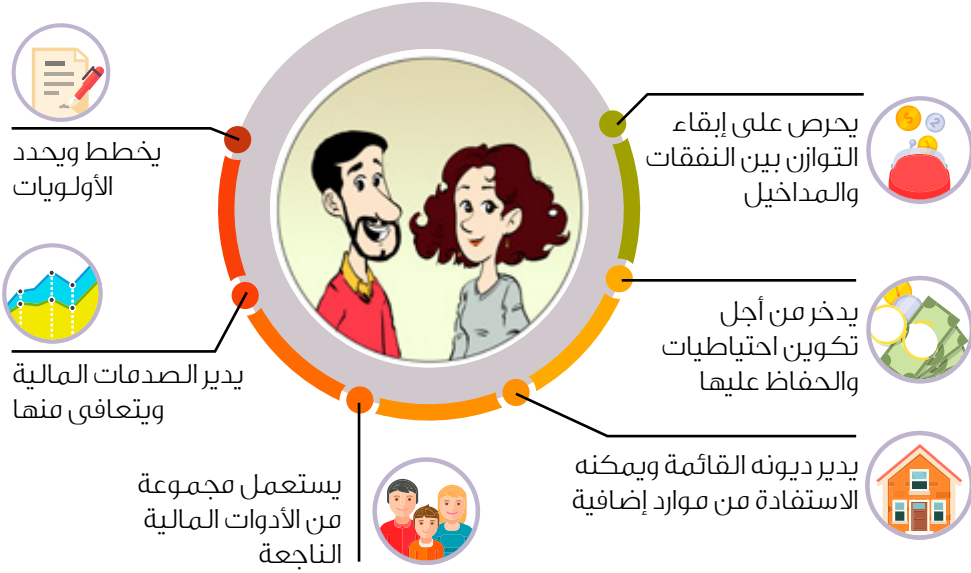 يحرص على إبقاء
التوازن بين النفقات
والمداخيل
يدخر من أجل
تكوين احتياطيات
والحفاظ عليها
يدير ديونه القائمة ويمكنه
الاستفادة من موارد إضافية
يستعمل مجموعة
من الأدوات المالية
الناجعة
يدير الصدمات المالية
ويتعافى منها
يخطط ويحدد
الأولويات